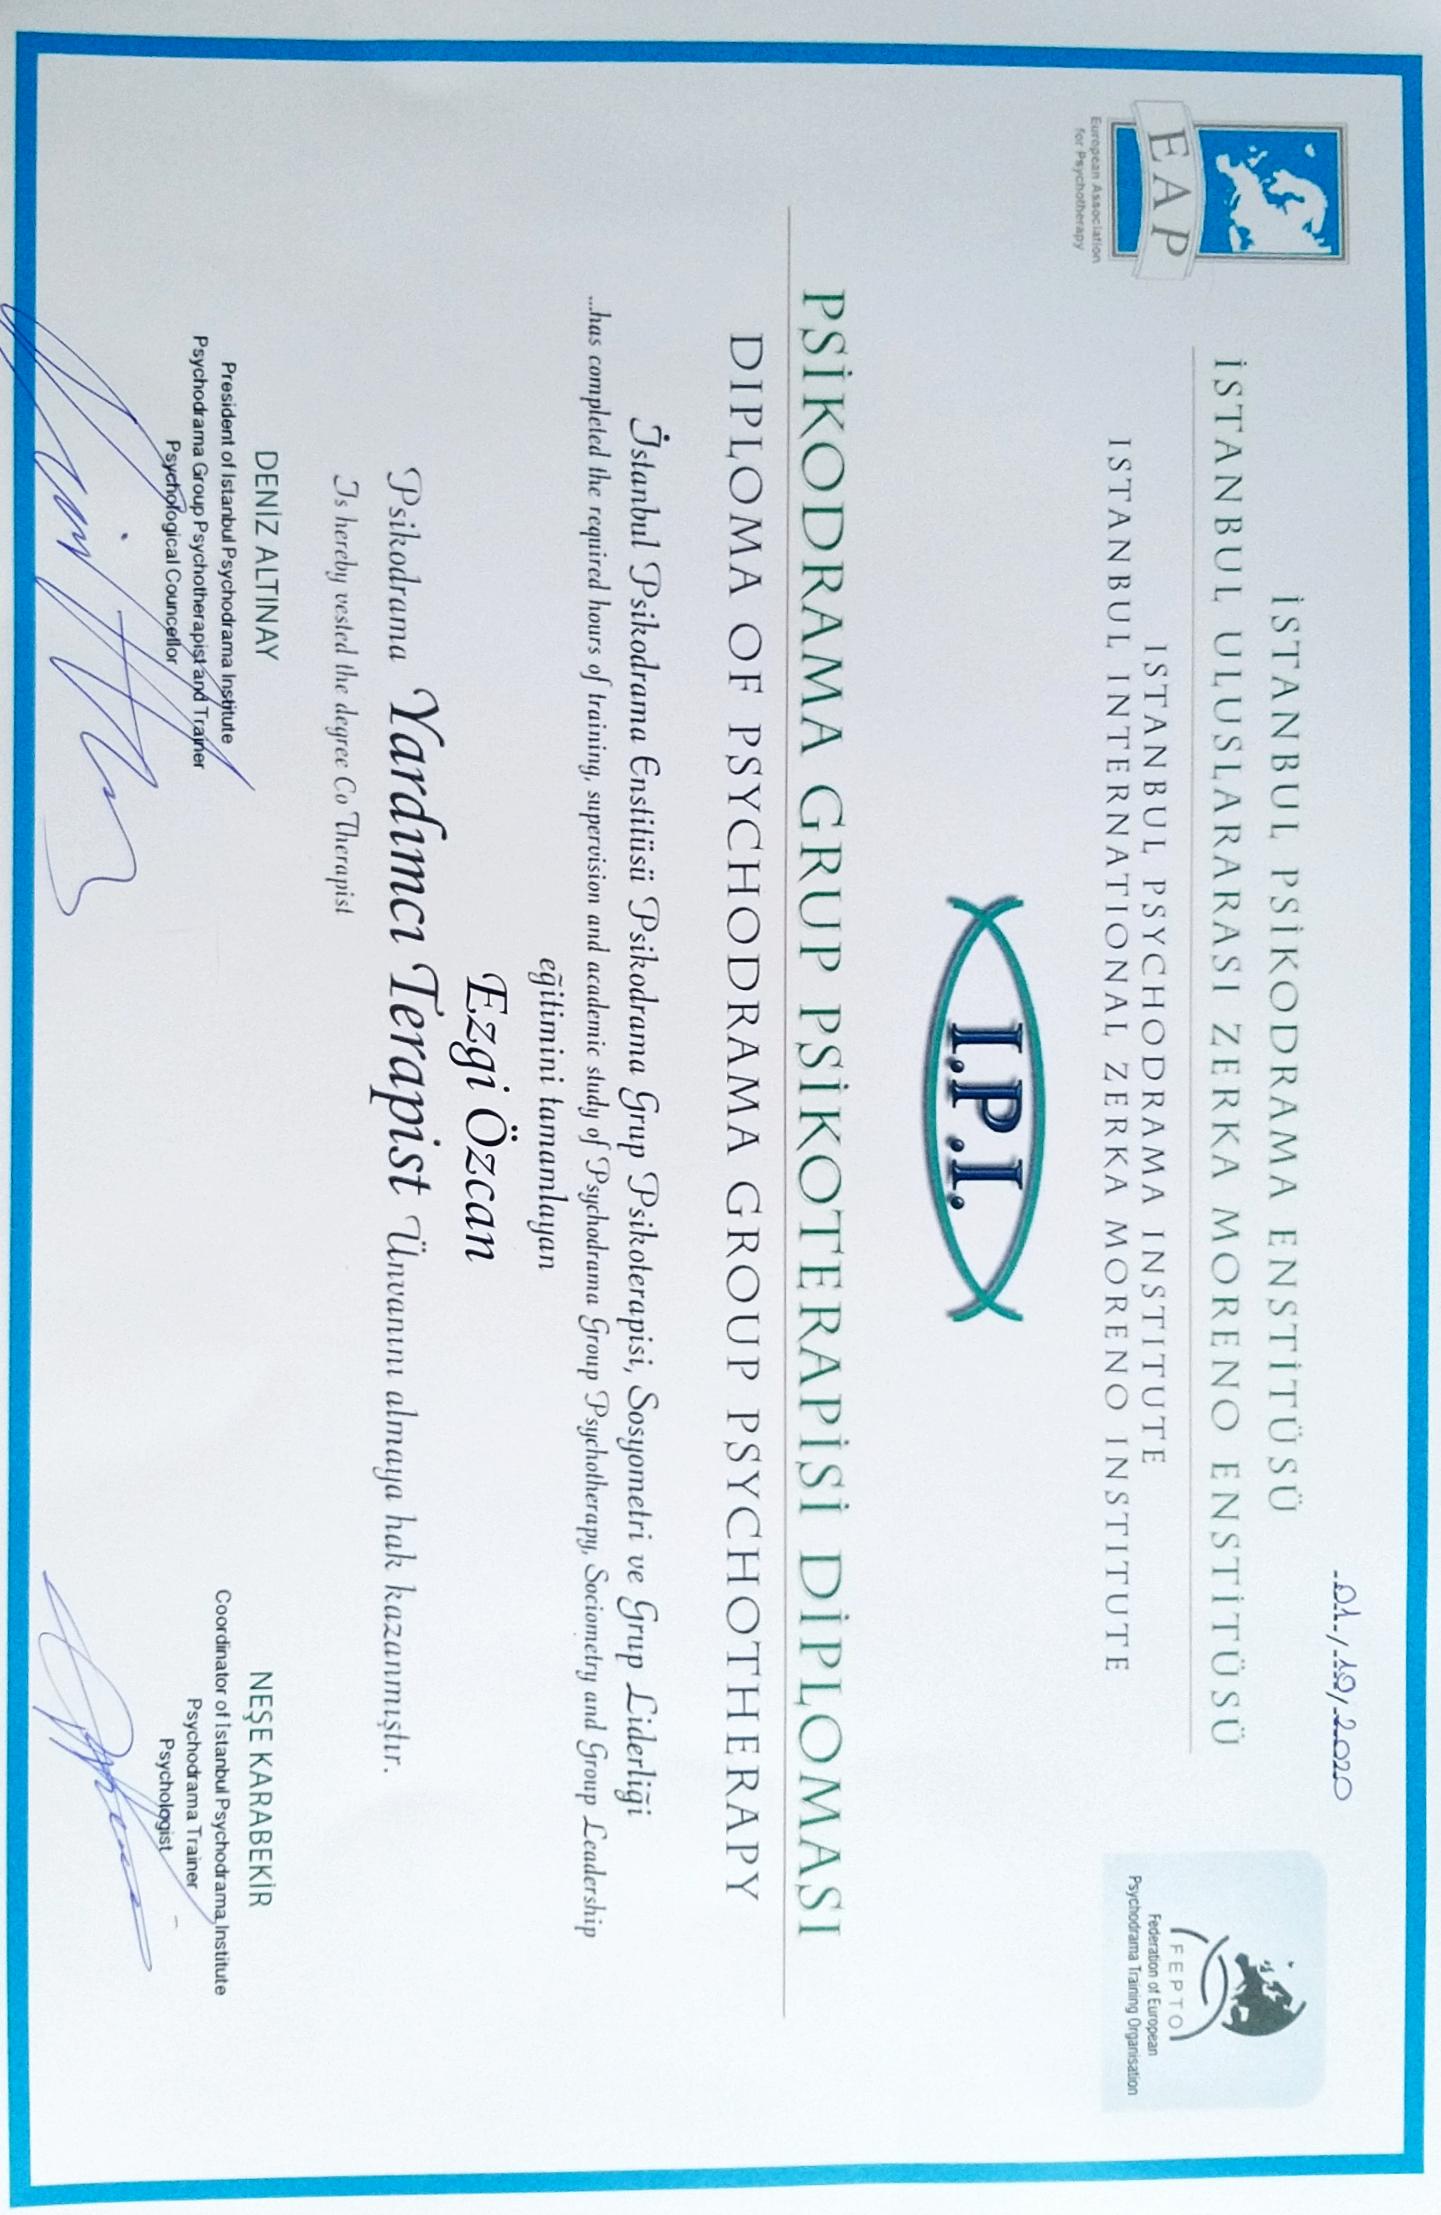 01./.12/.2020
EAP
European Association
for Psychotherapy
İSTANBUL PSİKODRAMA ENSTİTÜSÜ
İSTANBUL ULUSLARARASI ZERKA MORENO ENSTİTÜSÜ
ISTANBUL PSYCHODRAMA INSTITUTE
ISTANBUL INTERNATIONAL ZERKA MORENO INSTITUTE
FEPTO
Federation of European
Psychodrama Training Organisation
I.P.I.
PSİKODRAMA GRUP PSİKOTERAPİSİ DİPLOMASI
DIPLOMA OF PSYCHODRAMA GROUP PSYCHOTHERAPY
İstanbul Psikodrama Enstitüsü Psikodrama Grup Psikoterapisi, Sosyometri ve Grup Liderliği
...has completed the required hours of training, supervision and academic study of Psychodrama Group Psychotherapy, Sociometry and Group Leadership
eğitimini tamamlayan
Ezgi Özcan
Psikodrama Yardımcı Terapist Ünvanını almaya hak kazanmıştır.
Is hereby vested the degree Co Therapist
DENİZ ALTINAY
President of Istanbul Psychodrama Institute
Psychodrama Group Psychotherapist and Trainer
Psychological Councellor
NEŞE KARABEKİR
Coordinator of İstanbul Psychodrama Institute
Psychodrama Trainer
Psychologist